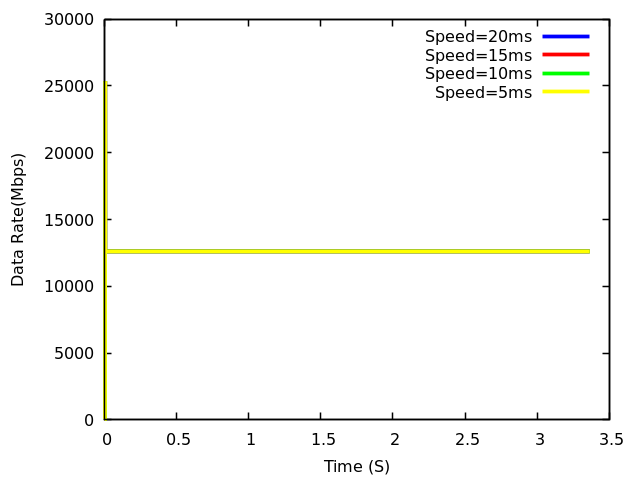 30000
25000
20000
15000
10000
5000
0
Data Rate(Mbps)
Speed=20ms
Speed=15ms
Speed=10ms
Speed=5ms
0 0.5 1 1.5 2 2.5 3 3.5
Time (S)